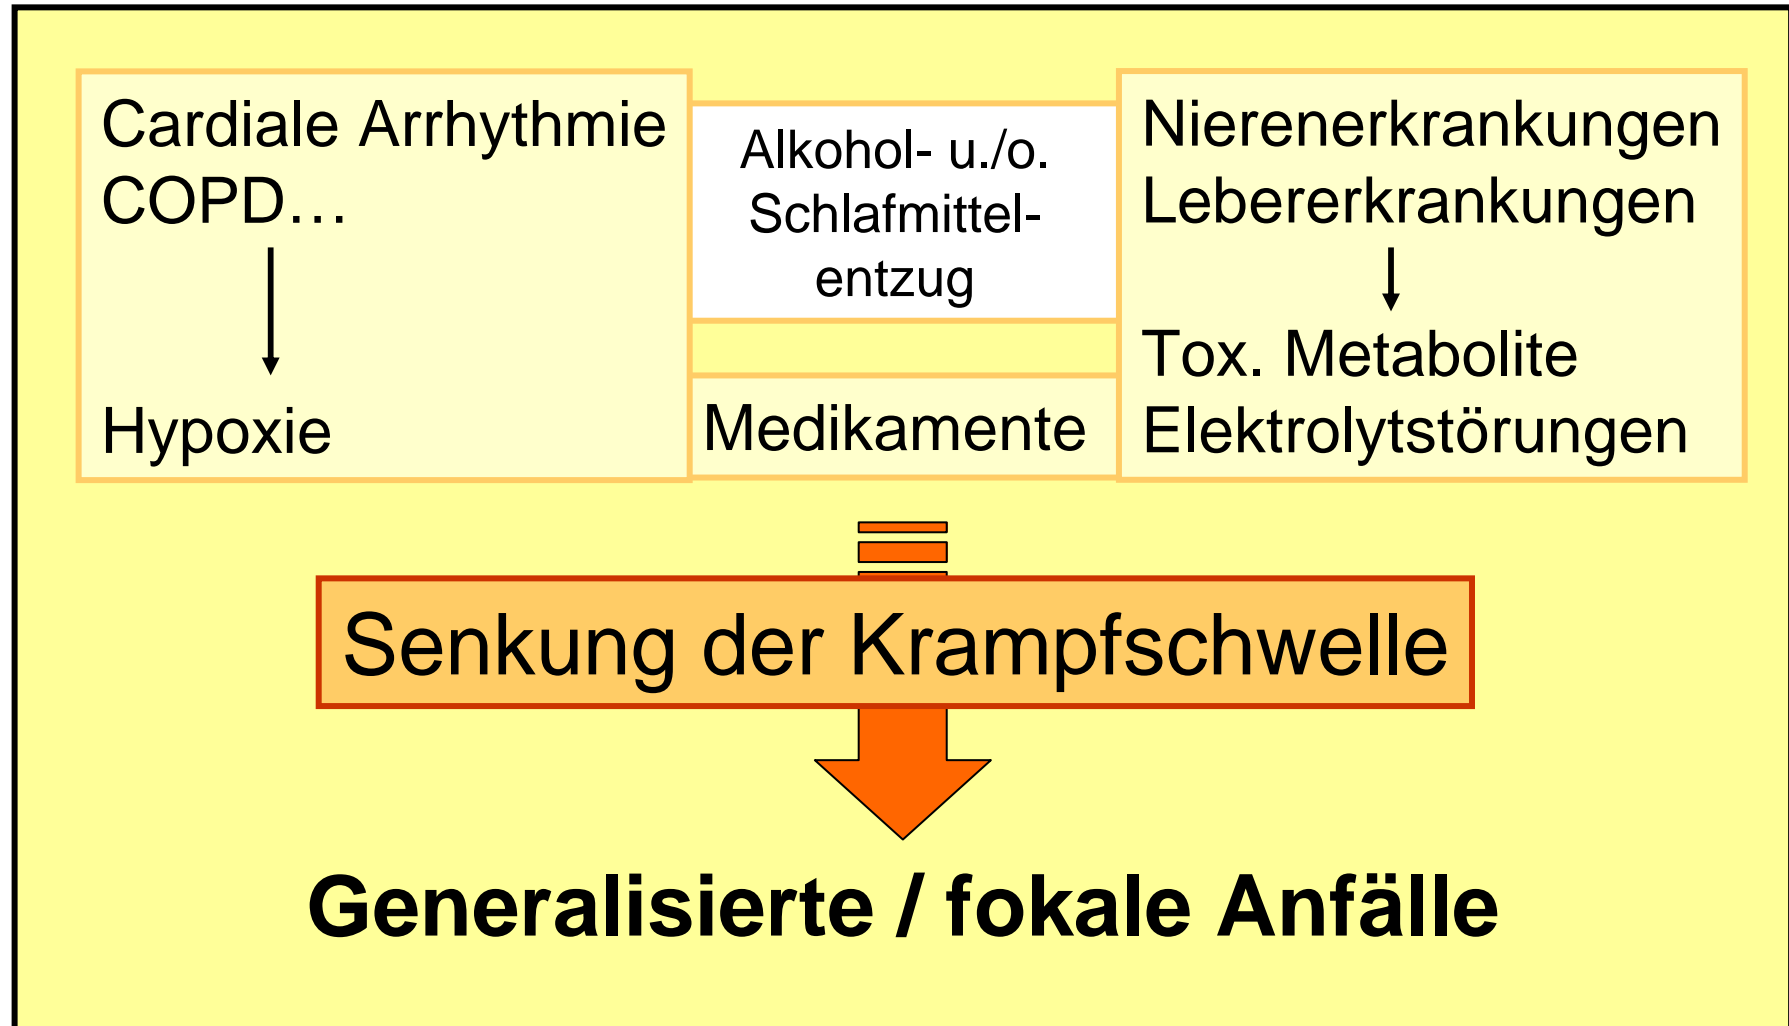 Cardiale Arrhythmie
COPD…
Hypoxie
Alkohol- u./o.
Schlafmittel-
entzug
Medikamente
Nierenerkrankungen
Lebererkrankungen
Tox. Metabolite
Elektrolytstörungen
Senkung der Krampfschwelle
Generalisierte / fokale Anfälle